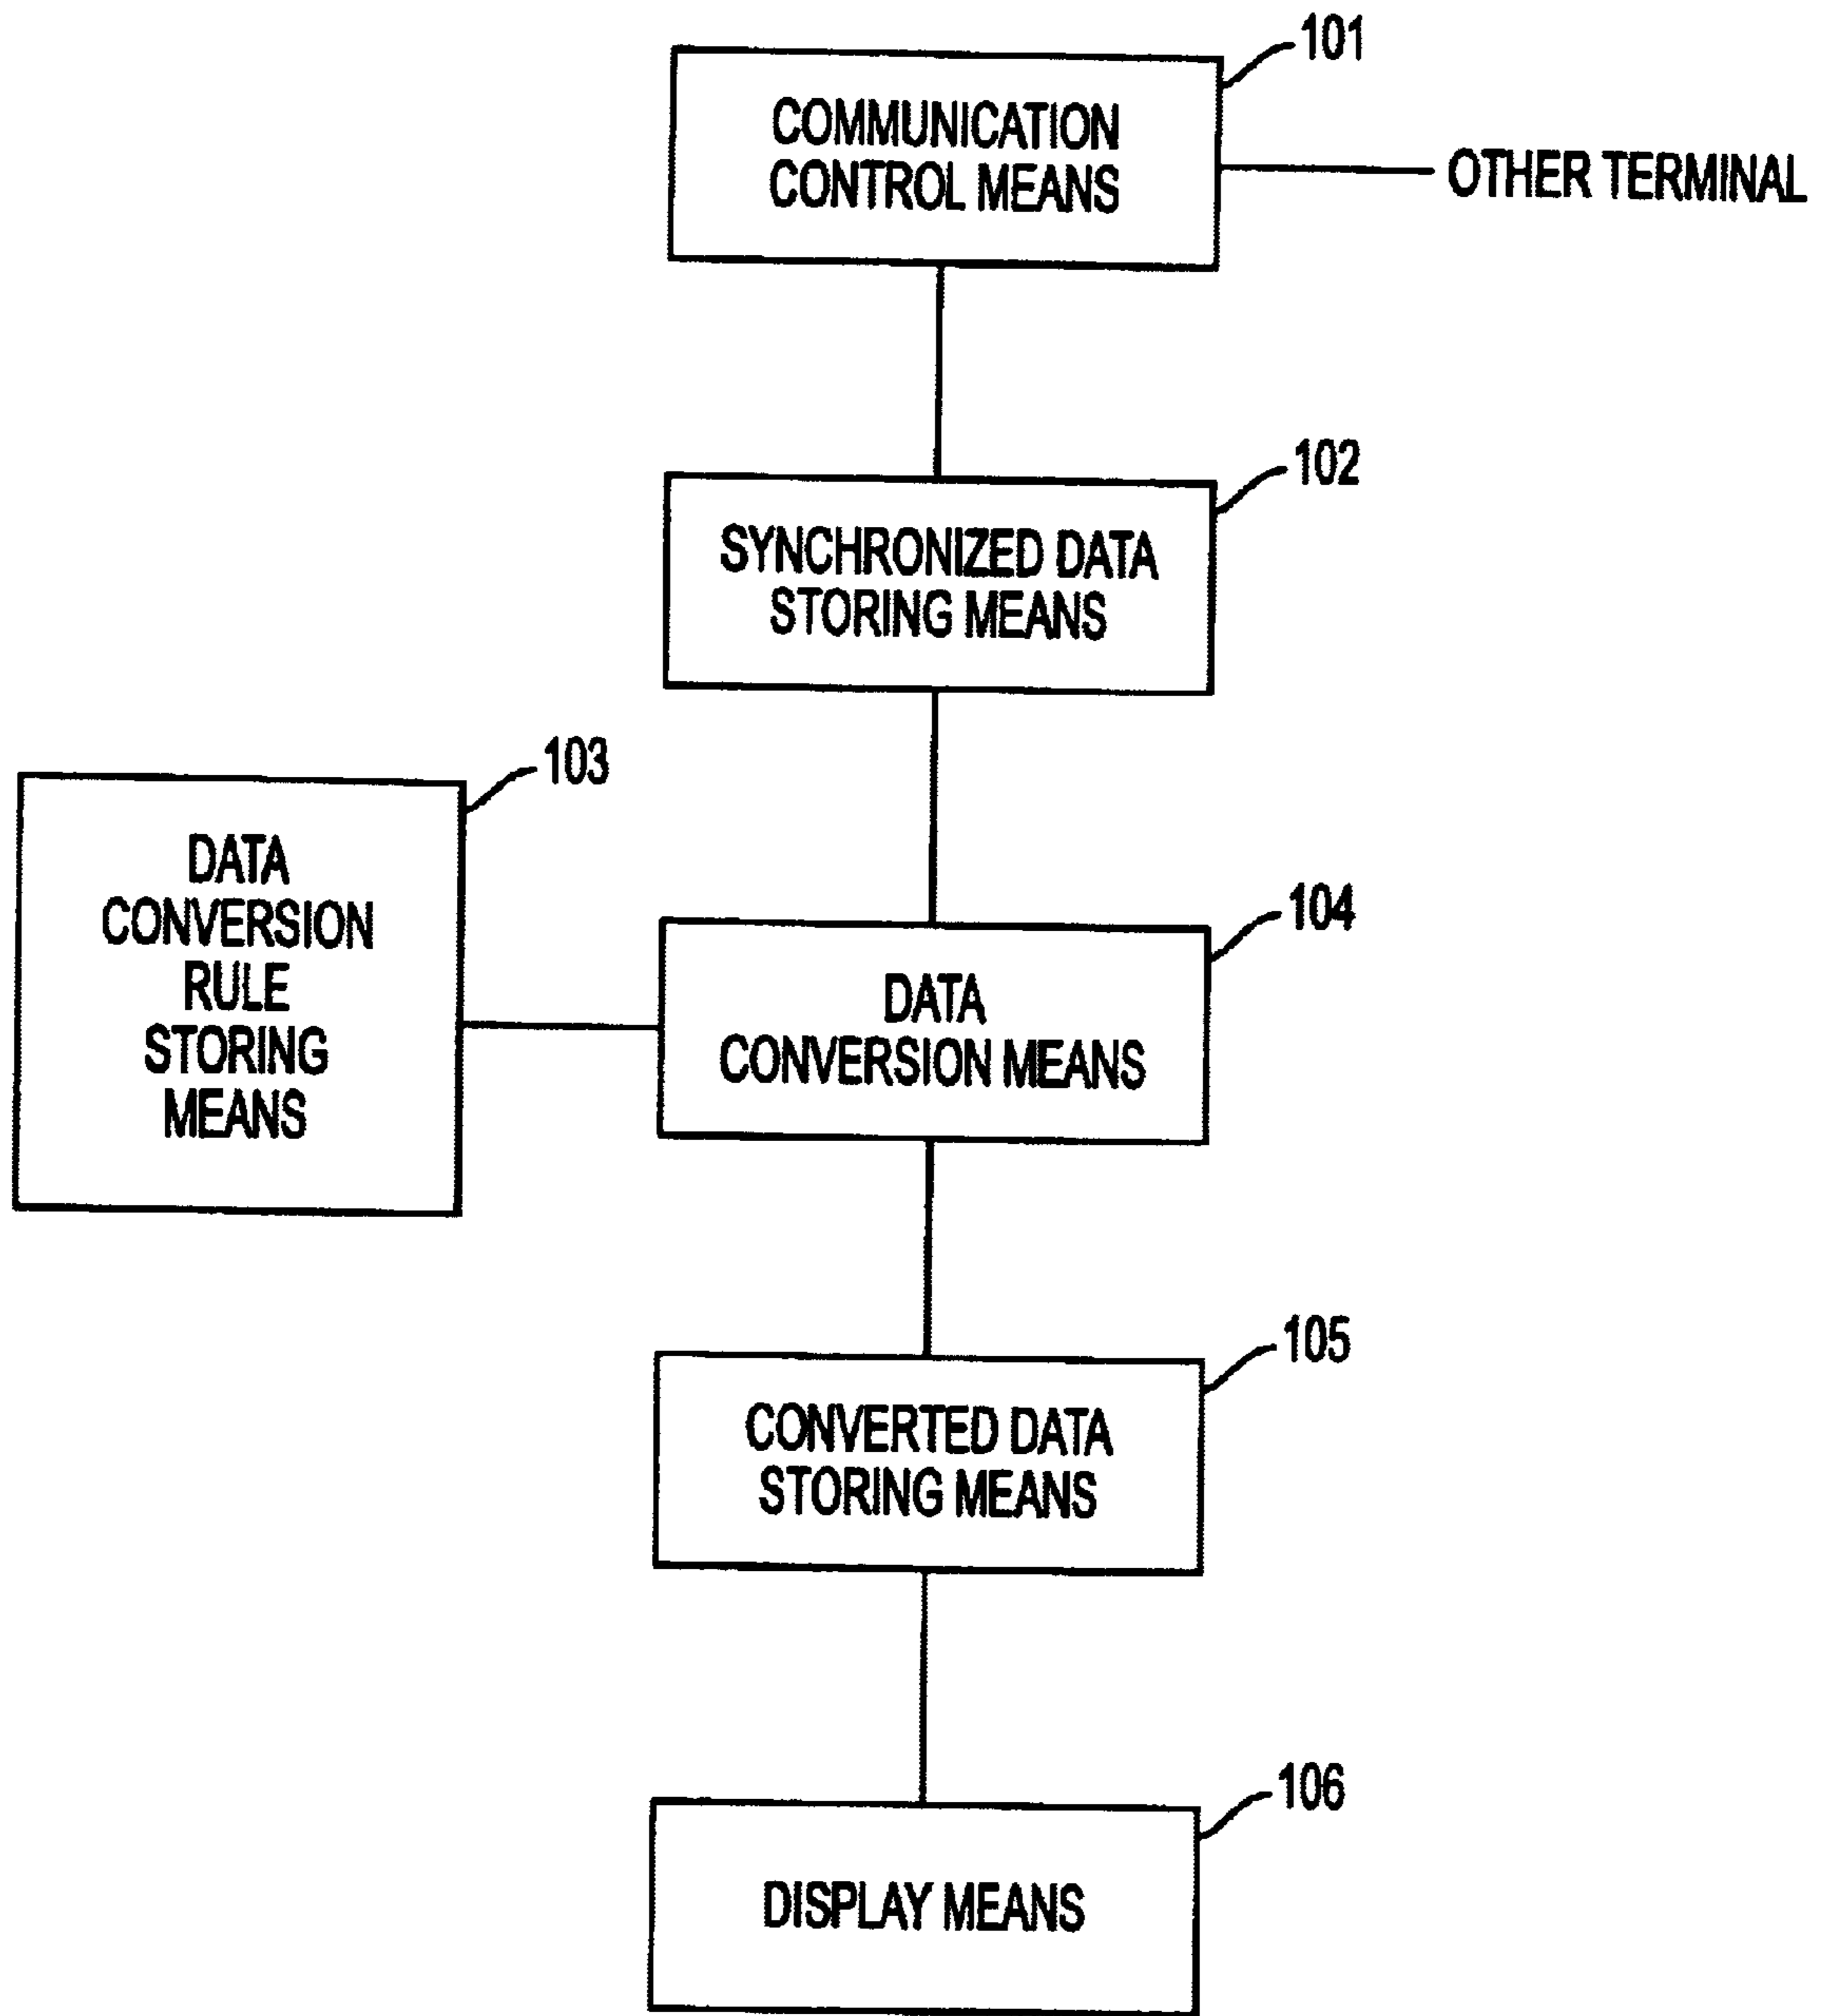 101
COMMUNICATION
CONTROL MEANS
OTHER TERMINAL
102
SYNCHRONIZED DATA
STORING MEANS
103
DATA
CONVERSION
RULE
STORING
MEANS
104
DATA
CONVERSION MEANS
105
CONVERTED DATA
STORING MEANS
106
DISPLAY MEANS